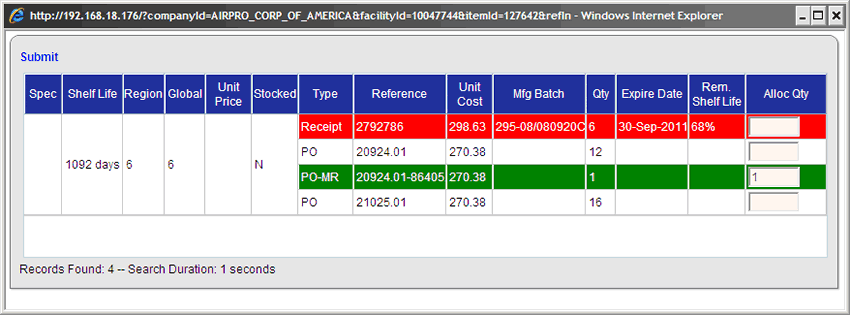 http://192.168.18.176/?companyId=AIRPRO_CORP_OF_AMERICA&facilityId=10047744&itemId=127642&refIn - Windows Internet Explorer
Submit
Spec Shelf Life Region Global Unit Price Stocked Type Reference Unit Cost Mfg Batch Qty Expire Date Rem. Shelf Life Alloc Qty
1092 days 6 6 N
Receipt 2792786 298.63 295-08/080920C 6 30-Sep-2011 68%
PO 20924.01 270.38 12
PO-MR 20924.01-86405 270.38 1 1
PO 21025.01 270.38 16
Records Found: 4 -- Search Duration: 1 seconds